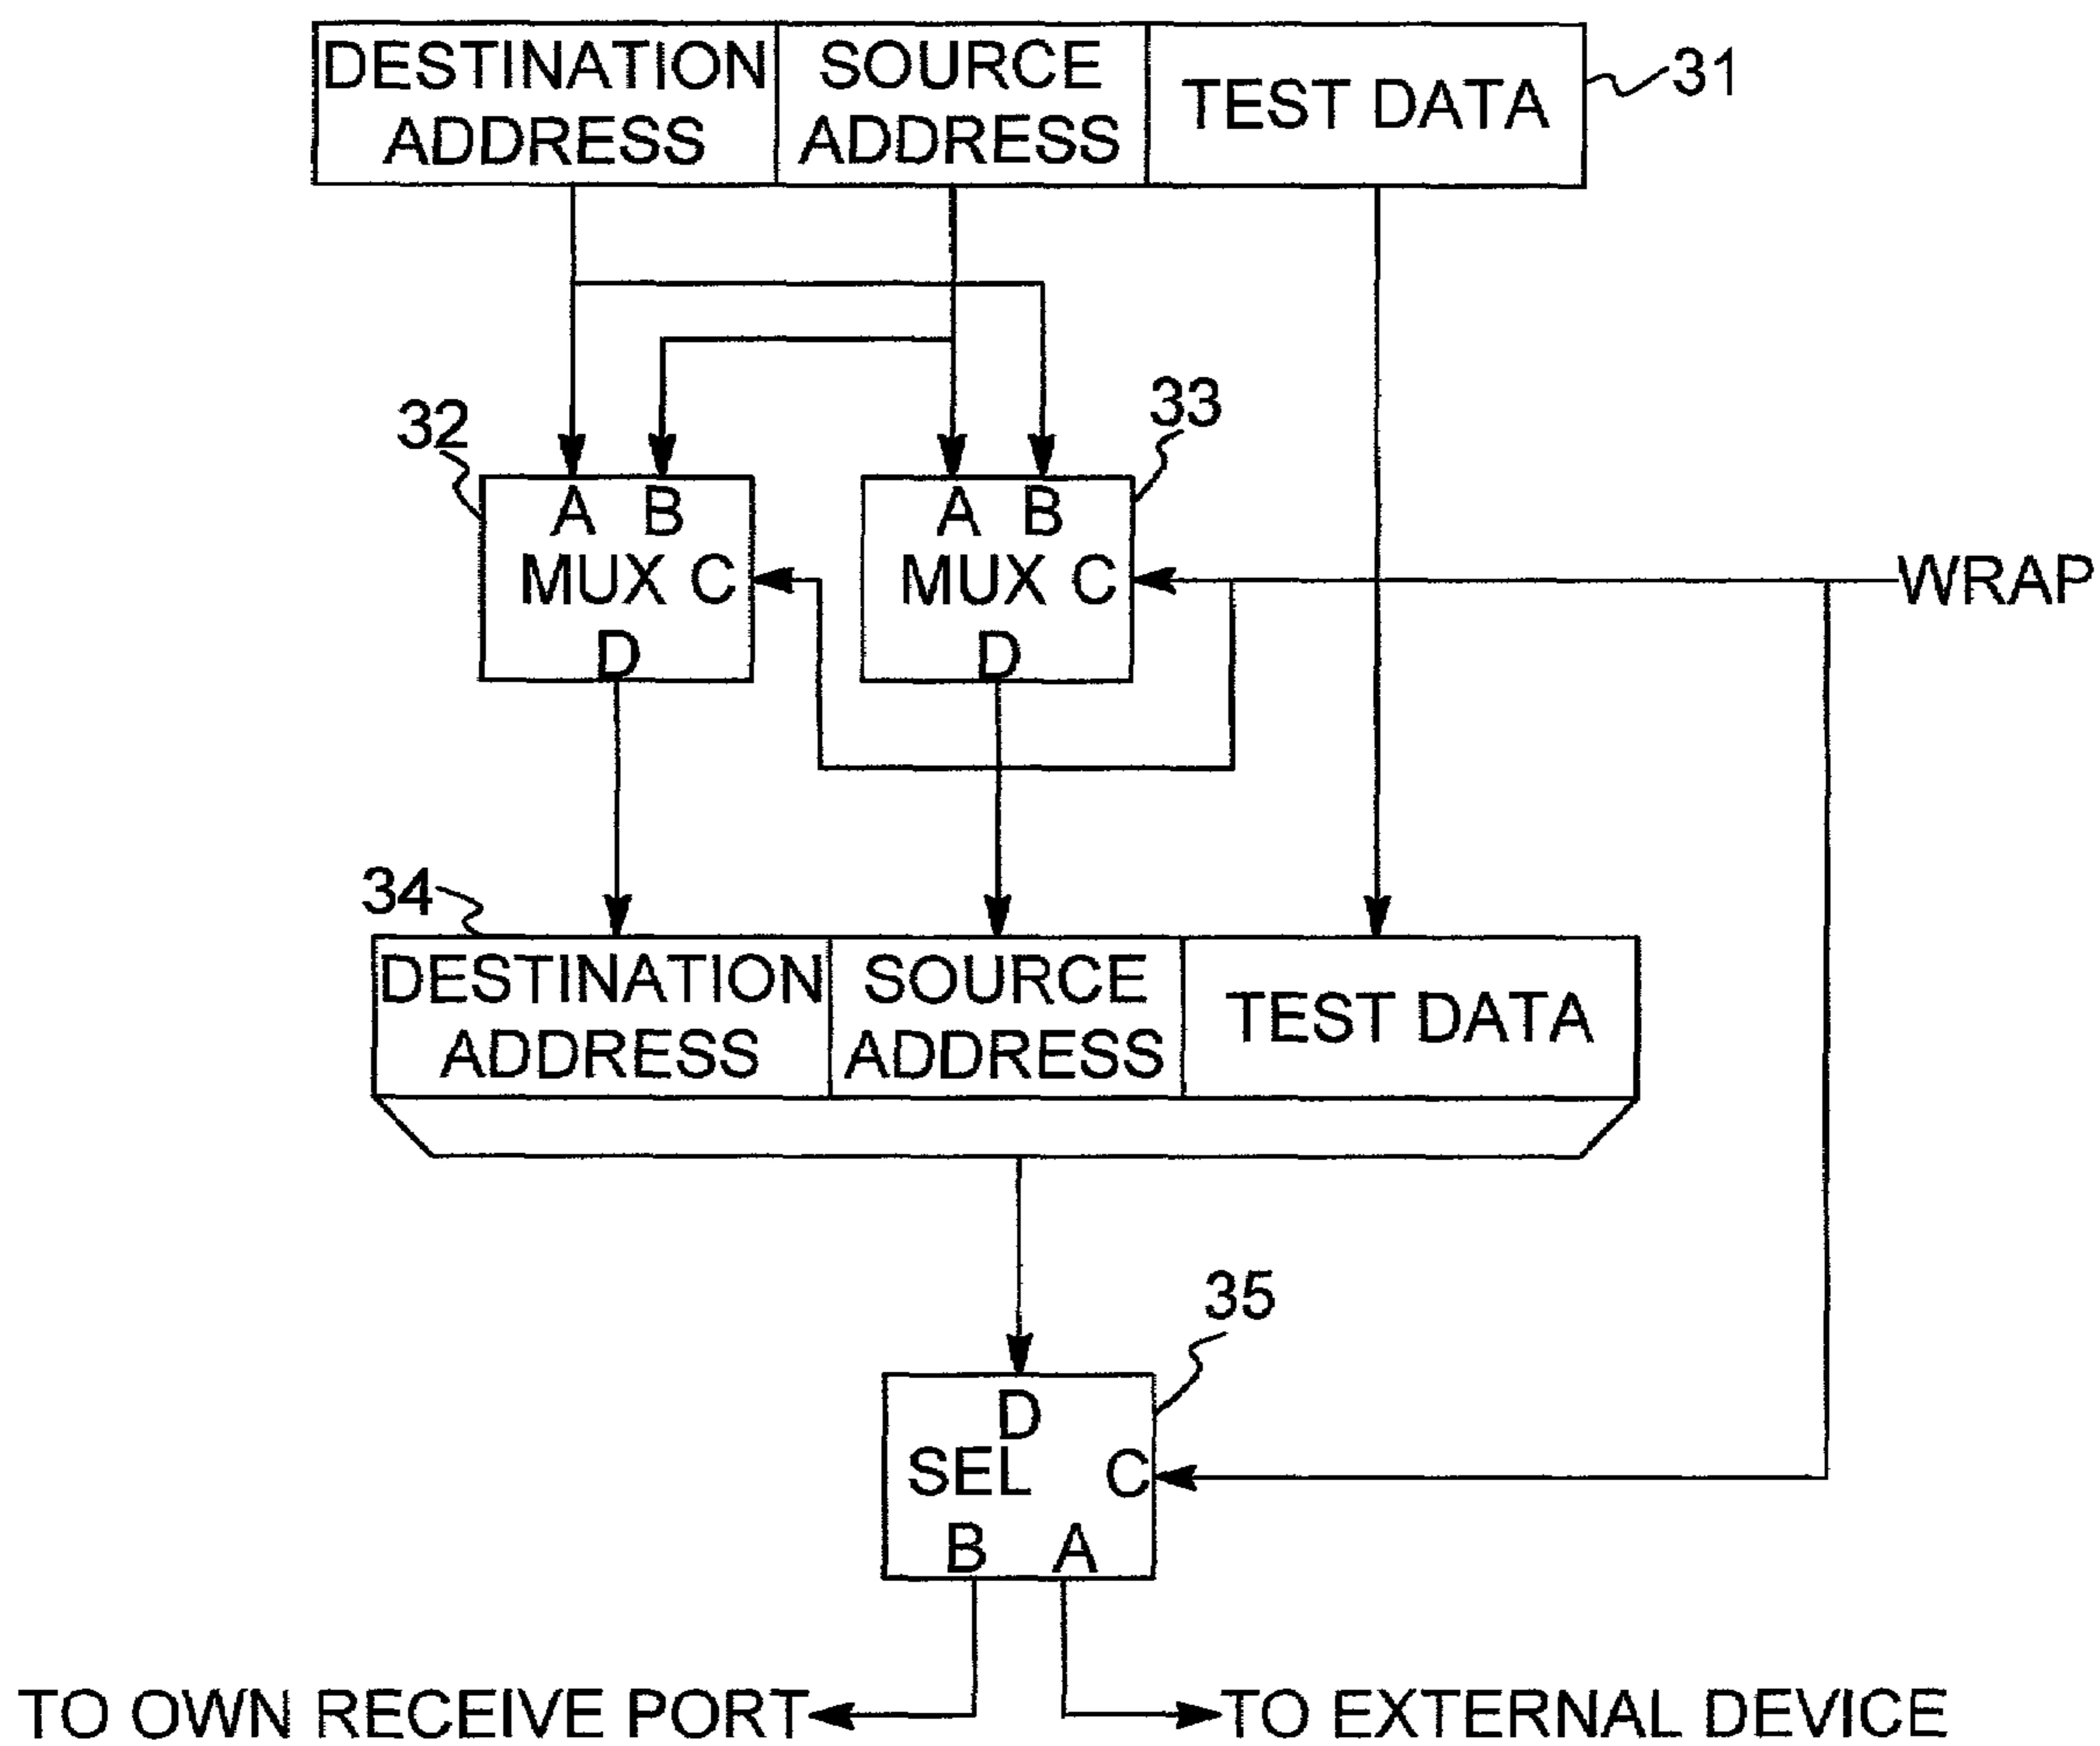 DESTINATION
ADDRESS
SOURCE
ADDRESS
TEST DATA
31
32
33
A B
MUX C
D
A B
MUX C
D
WRAP
34
DESTINATION
ADDRESS
SOURCE
ADDRESS
TEST DATA
35
D
SEL C
B A
TO OWN RECEIVE PORT
TO EXTERNAL DEVICE